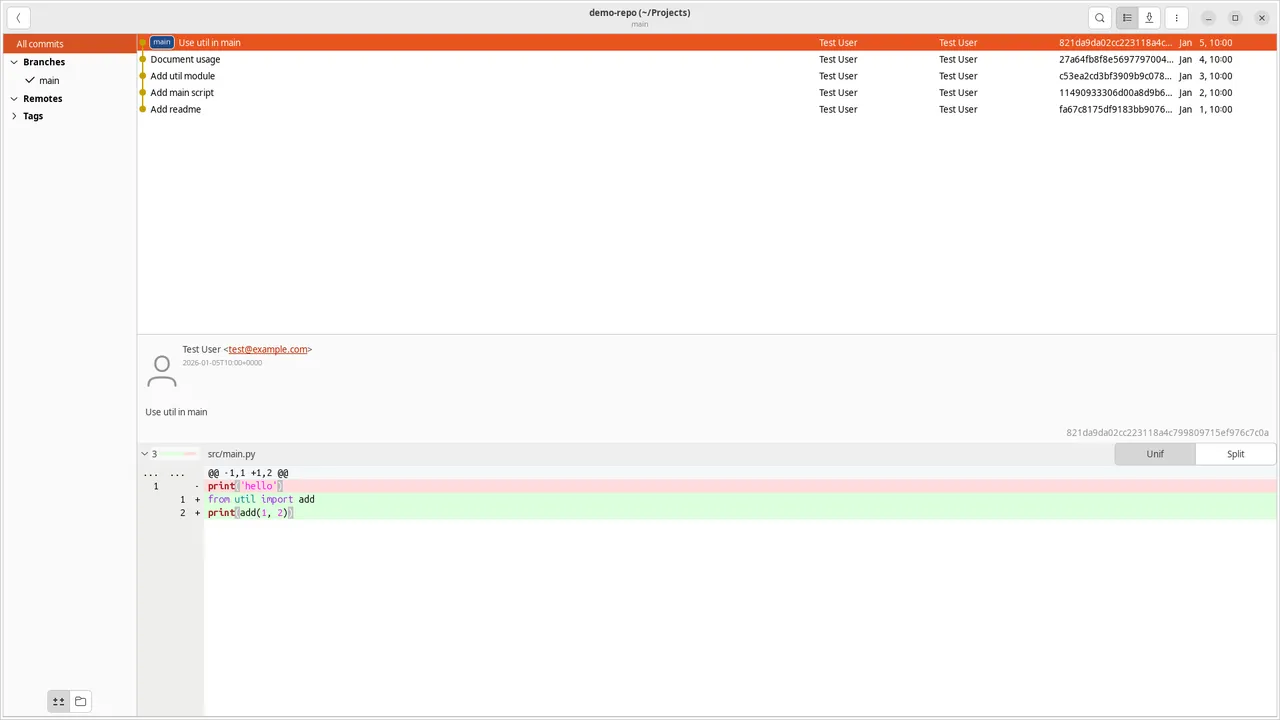 demo-repo (~/Projects)
main
All commits
Branches
main
Remotes
Tags
main Use util in main Test User Test User 821da9da02cc223118a4c... Jan 5, 10:00
Document usage Test User Test User 27a64fb8f8e5697797004... Jan 4, 10:00
Add util module Test User Test User c53ea2cd3bf3909b9c078... Jan 3, 10:00
Add main script Test User Test User 11490933306d00a8d9b6... Jan 2, 10:00
Add readme Test User Test User fa67c8175df9183bb9076... Jan 1, 10:00
Test User <test@example.com>
2026-01-05T10:00+0000
Use util in main
821da9da02cc223118a4c799809715ef976c7c0a
3 src/main.py Unif Split
... ... @@ -1,1 +1,2 @@
1 - print('hello')
1 + from util import add
2 + print(add(1, 2))